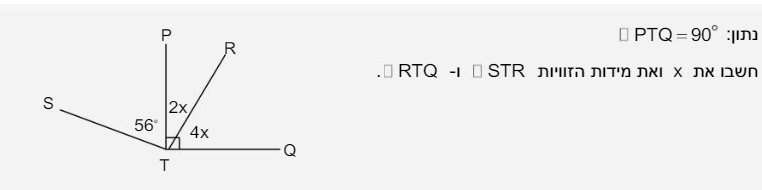 נתון: ∢ PTQ = 90°
חשבו את x ואת מידות הזוויות ∢ STR ו- ∢ RTQ.
P
R
S
2x
56°
4x
Q
T